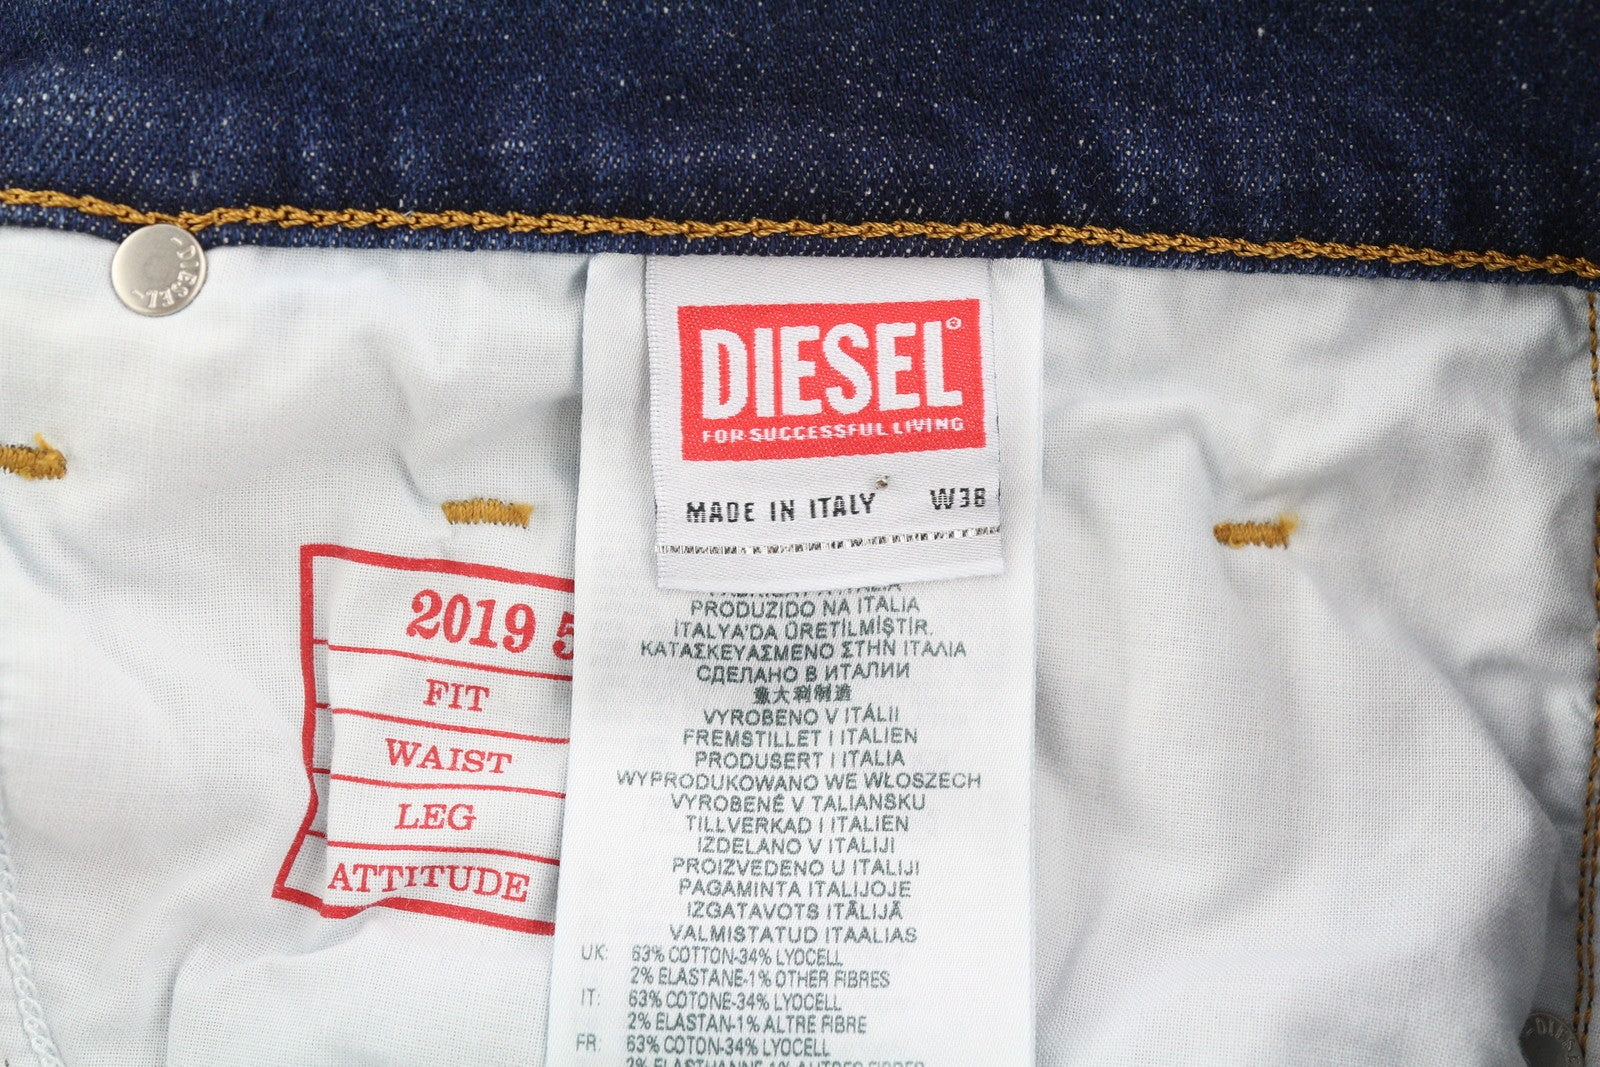 DIESEL
DIESEL®
FOR SUCCESSFUL LIVING
MADE IN ITALY W38
2019 5
FIT
WAIST
LEG
ATTITUDE
PRODUZIDO NA ITALIA
ITALYA'DA ÜRETİLMİŞTİR.
ΚΑΤΑΣΚΕΥΑΣΜΕΝΟ ΣΤΗΝ ΙΤΑΛΙΑ
СДЕЛАНО В ИТАЛИИ
意大利制造
VYROBENO V ITÁLII
FREMSTILLET I ITALIEN
PRODUSERT I ITALIA
WYPRODUKOWANO WE WŁOSZECH
VYROBENÉ V TALIANSKU
TILLVERKAD I ITALIEN
IZDELANO V ITALIJI
PROIZVEDENO U ITALIJI
PAGAMINTA ITALIJOJE
IZGATAVOTS ITĀLIJĀ
VALMISTATUD ITAALIAS
UK: 63% COTTON-34% LYOCELL
2% ELASTANE-1% OTHER FIBRES
IT: 63% COTONE-34% LYOCELL
2% ELASTAN-1% ALTRE FIBRE
FR: 63% COTON-34% LYOCELL